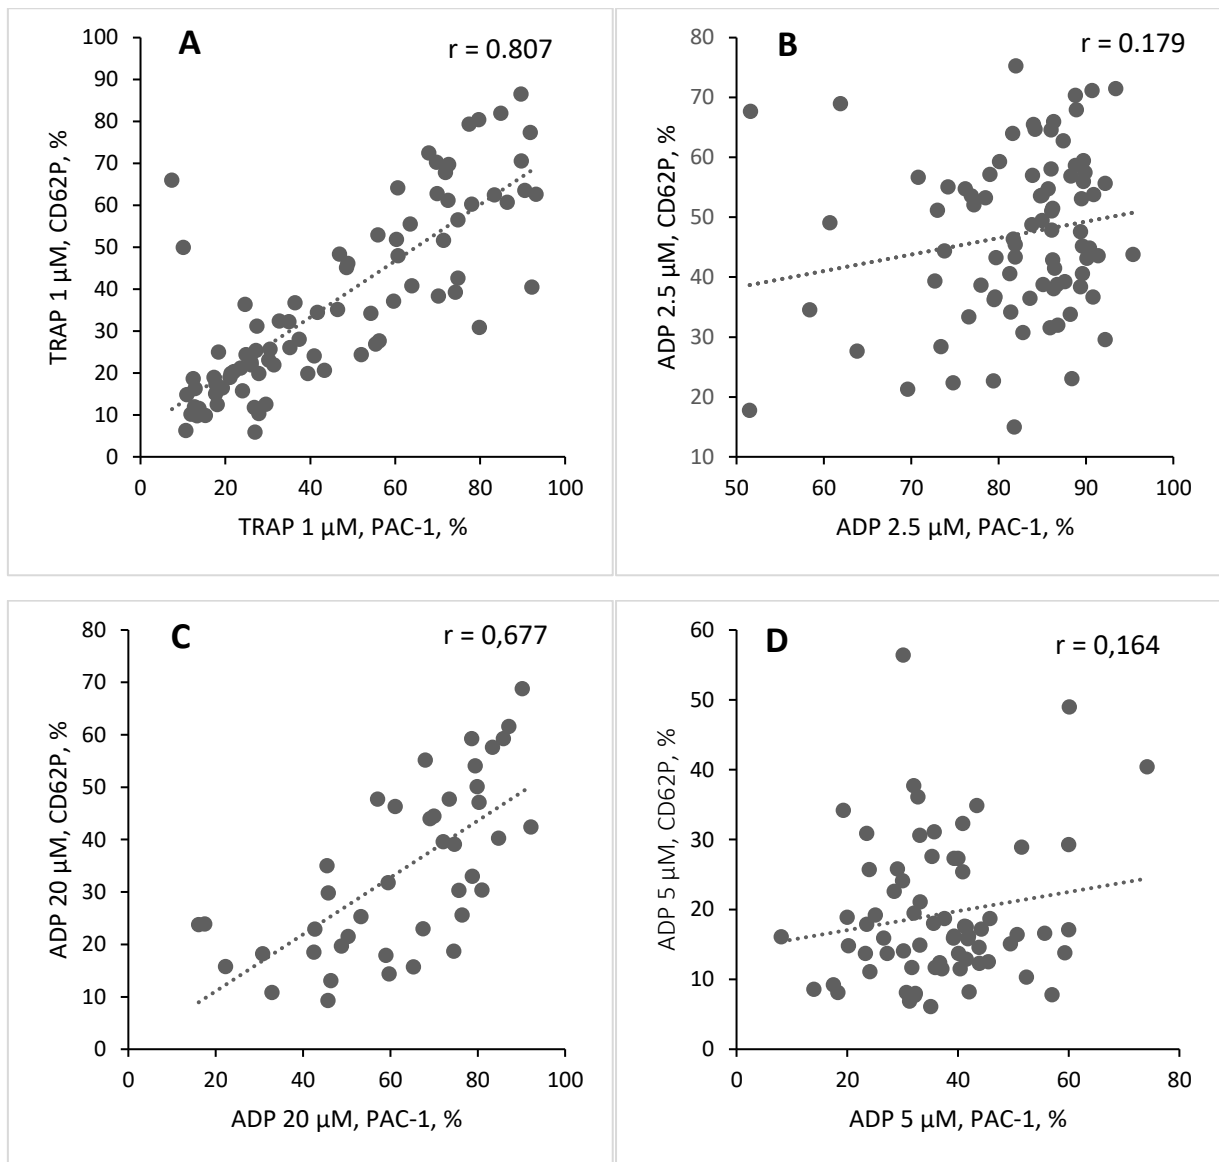 A
r = 0.807
100
90
80
70
60
50
40
30
20
10
0
TRAP 1 µM, CD62P, %
0 20 40 60 80 100
TRAP 1 µM, PAC-1, %
B
r = 0.179
80
70
60
50
40
30
20
10
ADP 2.5 µM, CD62P, %
50 60 70 80 90 100
ADP 2.5 µM, PAC-1, %
C
r = 0,677
80
70
60
50
40
30
20
10
0
ADP 20 µM, CD62P, %
0 20 40 60 80 100
ADP 20 µM, PAC-1, %
D
r = 0,164
60
50
40
30
20
10
0
ADP 5 µM, CD62P, %
0 20 40 60 80
ADP 5 µM, PAC-1, %